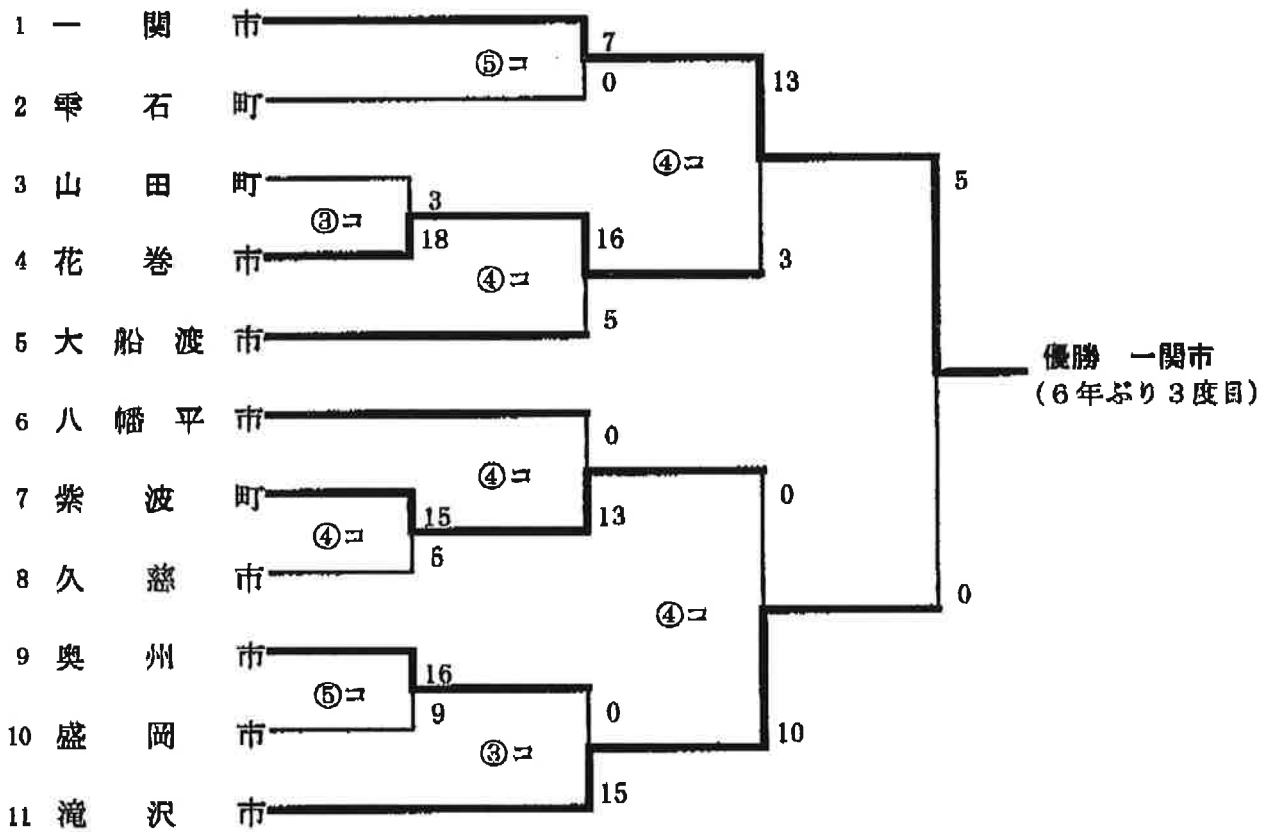 1 一関市
7
⑤コ
0
13
2 雫石町
④コ
3 山田町
5
3
③コ
18
16
4 花巻市
3
④コ
5
5 大船渡市
優勝 一関市
(6年ぶり3度目)
6 八幡平市
0
④コ
0
7 紫波町
15
13
④コ
6
8 久慈市
0
④コ
9 奥州市
16
⑤コ
9
0
10 盛岡市
10
③コ
15
11 滝沢市